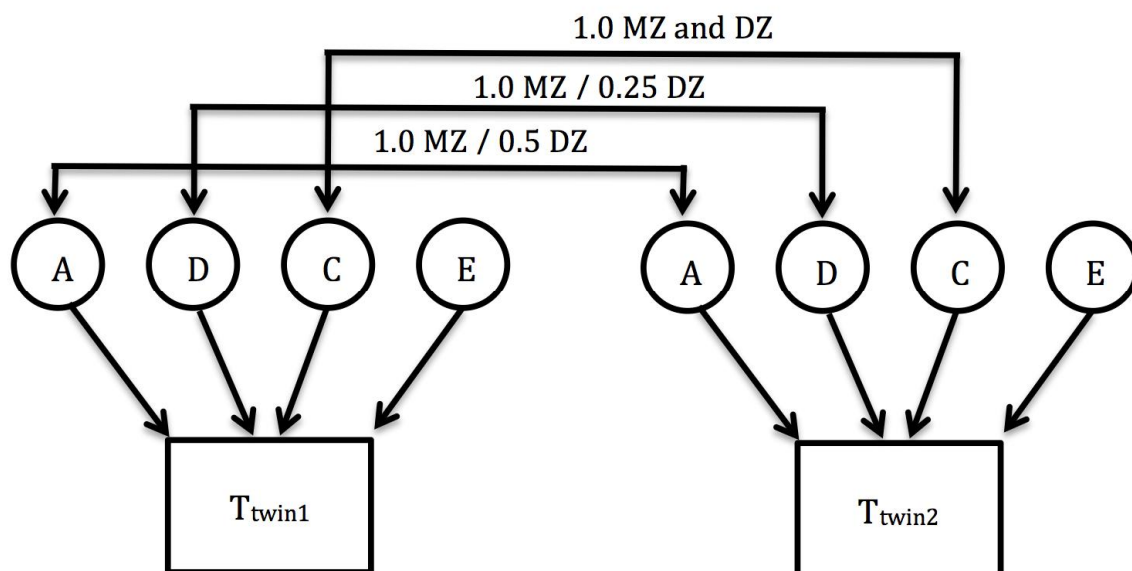 1.0 MZ and DZ
1.0 MZ / 0.25 DZ
1.0 MZ / 0.5 DZ
A D C E A D C E
Ttwin1 Ttwin2